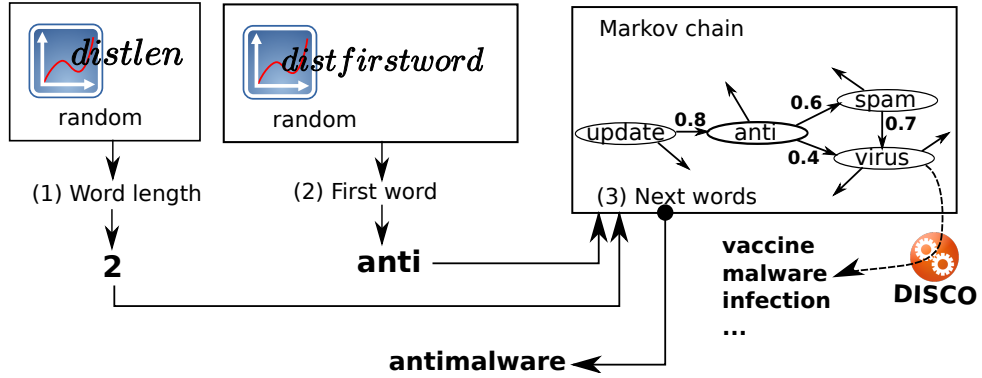 distlen
random
(1) Word length
2
distfirstword
random
(2) First word
anti
Markov chain
update
0.8
anti
0.6
spam
0.7
0.4
virus
(3) Next words
vaccine
malware
infection
...
DISCO
antimalware